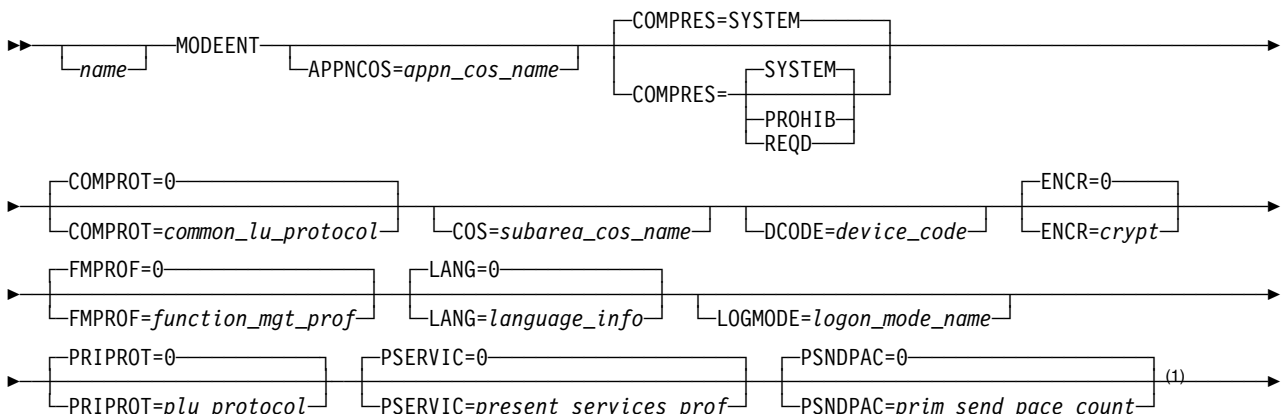 COMPRES=SYSTEM
name MODEENT APPNCOS=appn_cos_name COMPRES= SYSTEM
PROHIB
REQD
COMPROT=0 ENCR=0
COMPROT=common_lu_protocol COS=subarea_cos_name DCODE=device_code ENCR=crypt
FMPROF=0 LANG=0
FMPROF=function_mgt_prof LANG=language_info LOGMODE=logon_mode_name
PRIPROT=0 PSERVIC=0 PSNDPAC=0 (1)
PRIPROT=plu_protocol PSERVIC=present_services_prof PSNDPAC=prim_send_pace_count